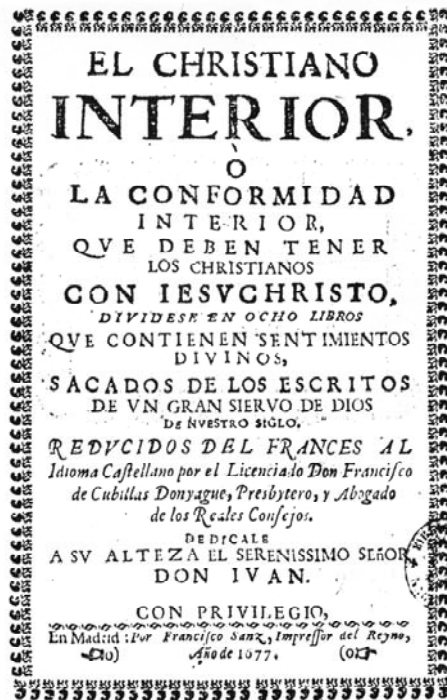 EL CHRISTIANO
INTERIOR,
Ò
LA CONFORMIDAD
INTERIOR,
QVE DEBEN TENER
LOS CHRISTIANOS
CON IESVCHRISTO,
DIVIDESE EN OCHO LIBROS
QVE CONTIENEN SENTIMIENTOS
DIVINOS,
SACADOS DE LOS ESCRITOS
DE VN GRAN SIERVO DE DIOS
DE NVESTRO SIGLO.
REDVCIDOS DEL FRANCES AL
Idioma Castellano por el Licenciado Don Francisco
de Cubillas Donyague, Presbytero, y Abogado
de los Reales Consejos.
DEDICALE
A SV ALTEZA EL SERENISSIMO SEÑOR
DON IVAN.
CON PRIVILEGIO,
En Madrid: Por Francisco Sanz, Impressor del Reyno,
Año de 1677.